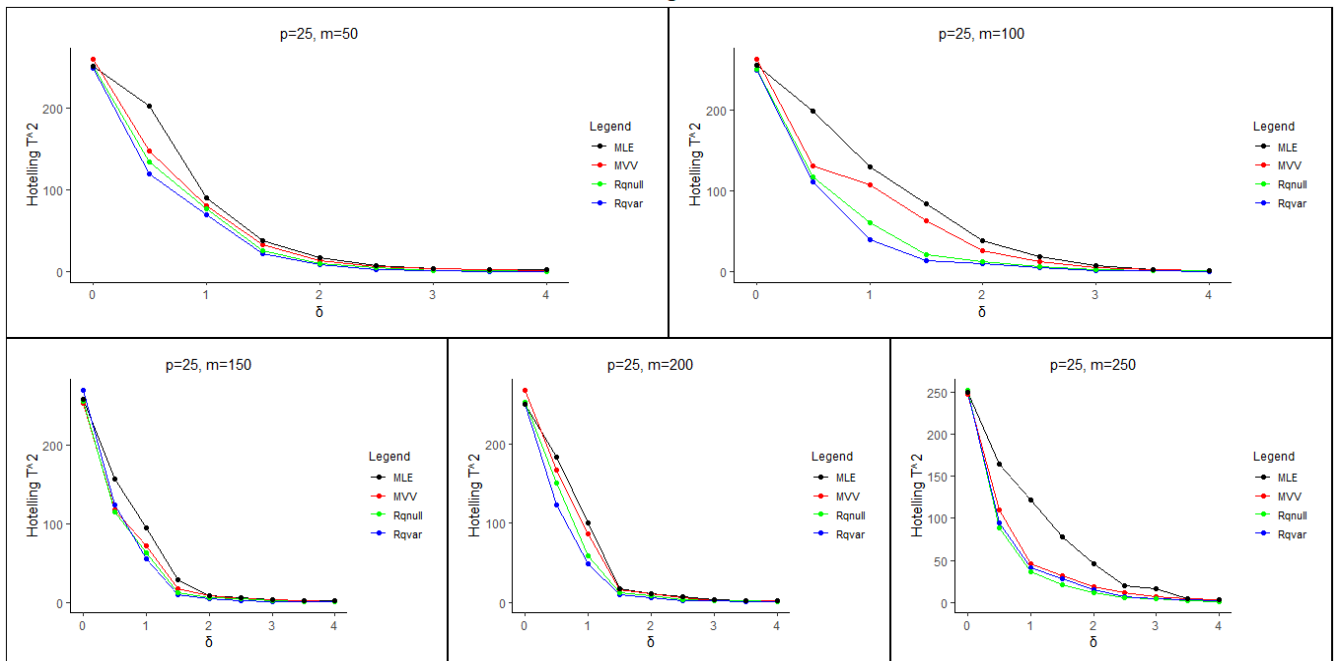 p=25, m=50
Hotelling T^2
200
100
0
0 1 2 3 4
δ
Legend
MLE
MVV
Rqnull
Rqvar
p=25, m=100
Hotelling T^2
200
100
0
0 1 2 3 4
δ
Legend
MLE
MVV
Rqnull
Rqvar
p=25, m=150
Hotelling T^2
200
100
0
0 1 2 3 4
δ
Legend
MLE
MVV
Rqnull
Rqvar
p=25, m=200
Hotelling T^2
200
100
0
0 1 2 3 4
δ
Legend
MLE
MVV
Rqnull
Rqvar
p=25, m=250
Hotelling T^2
250
200
150
100
50
0
0 1 2 3 4
δ
Legend
MLE
MVV
Rqnull
Rqvar